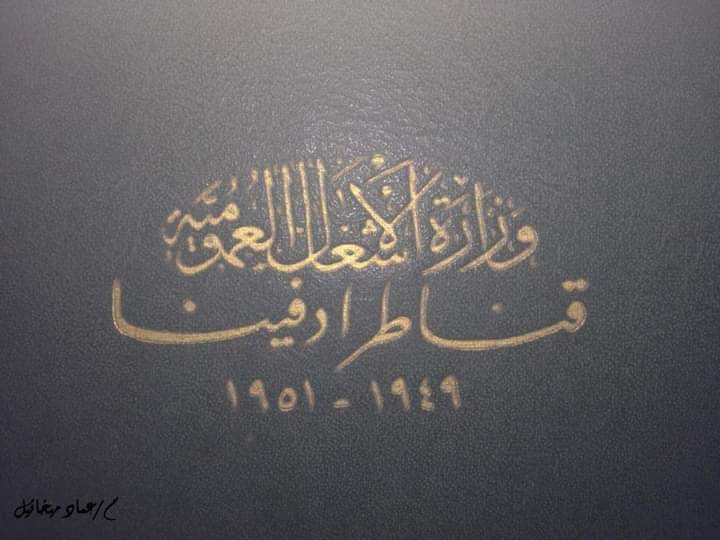 وزارة الأشغال العمومية
قناطر ادفينا
١٩٤٩ - ١٩٥١
م/عماد ميخائيل